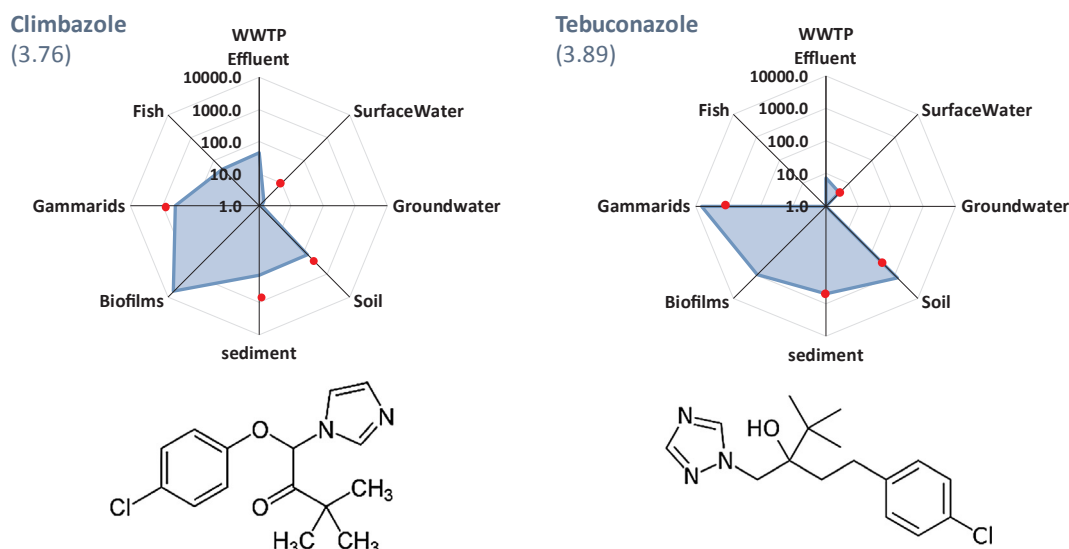 Climbazole
(3.76)
WWTP
Effluent
10000.0
1000.0
100.0
10.0
1.0
Fish
SurfaceWater
Gammarids
Groundwater
Biofilms
Soil
sediment
Tebuconazole
(3.89)
WWTP
Effluent
10000.0
1000.0
100.0
10.0
1.0
Fish
SurfaceWater
Gammarids
Groundwater
Biofilms
Soil
sediment
N
N
O
Cl
O
CH₃
H₃C
CH₃
N
HO
N
N
Cl